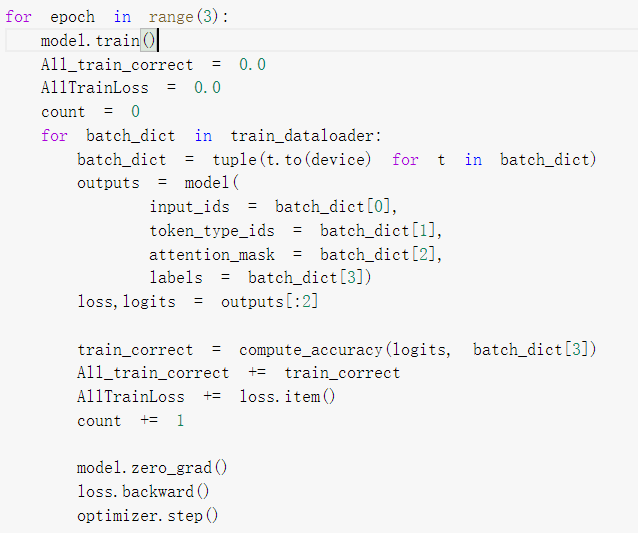 for epoch in range(3):
    model.train()
    All_train_correct = 0.0
    AllTrainLoss = 0.0
    count = 0
    for batch_dict in train_dataloader:
        batch_dict = tuple(t.to(device) for t in batch_dict)
        outputs = model(
                input_ids = batch_dict[0],
                token_type_ids = batch_dict[1],
                attention_mask = batch_dict[2],
                labels = batch_dict[3])
        loss,logits = outputs[:2]

        train_correct = compute_accuracy(logits, batch_dict[3])
        All_train_correct += train_correct
        AllTrainLoss += loss.item()
        count += 1

        model.zero_grad()
        loss.backward()
        optimizer.step()